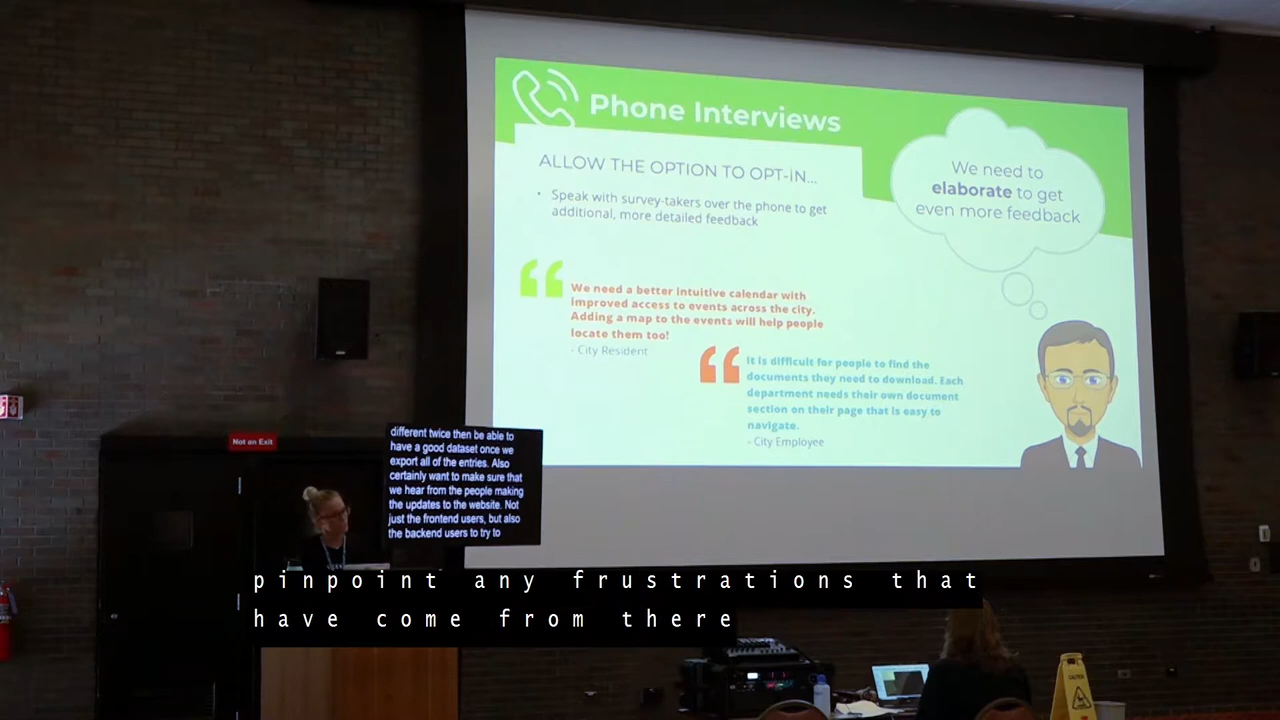 Phone Interviews
ALLOW THE OPTION TO OPT-IN...
• Speak with survey-takers over the phone to get
additional, more detailed feedback
We need to
elaborate to get
even more feedback
We need a better intuitive calendar with
improved access to events across the city.
Adding a map to the events will help people
locate them too!
- City Resident
It is difficult for people to find the
documents they need to download. Each
department needs their own document
section on their page that is easy to
navigate.
- City Employee
Not an Exit
different twice then be able to
have a good dataset once we
export all of the entries. Also
certainly want to make sure that
we hear from the people making
the updates to the website. Not
just the frontend users, but also
the backend users to try to
pinpoint any frustrations that
have come from there
CAUTION